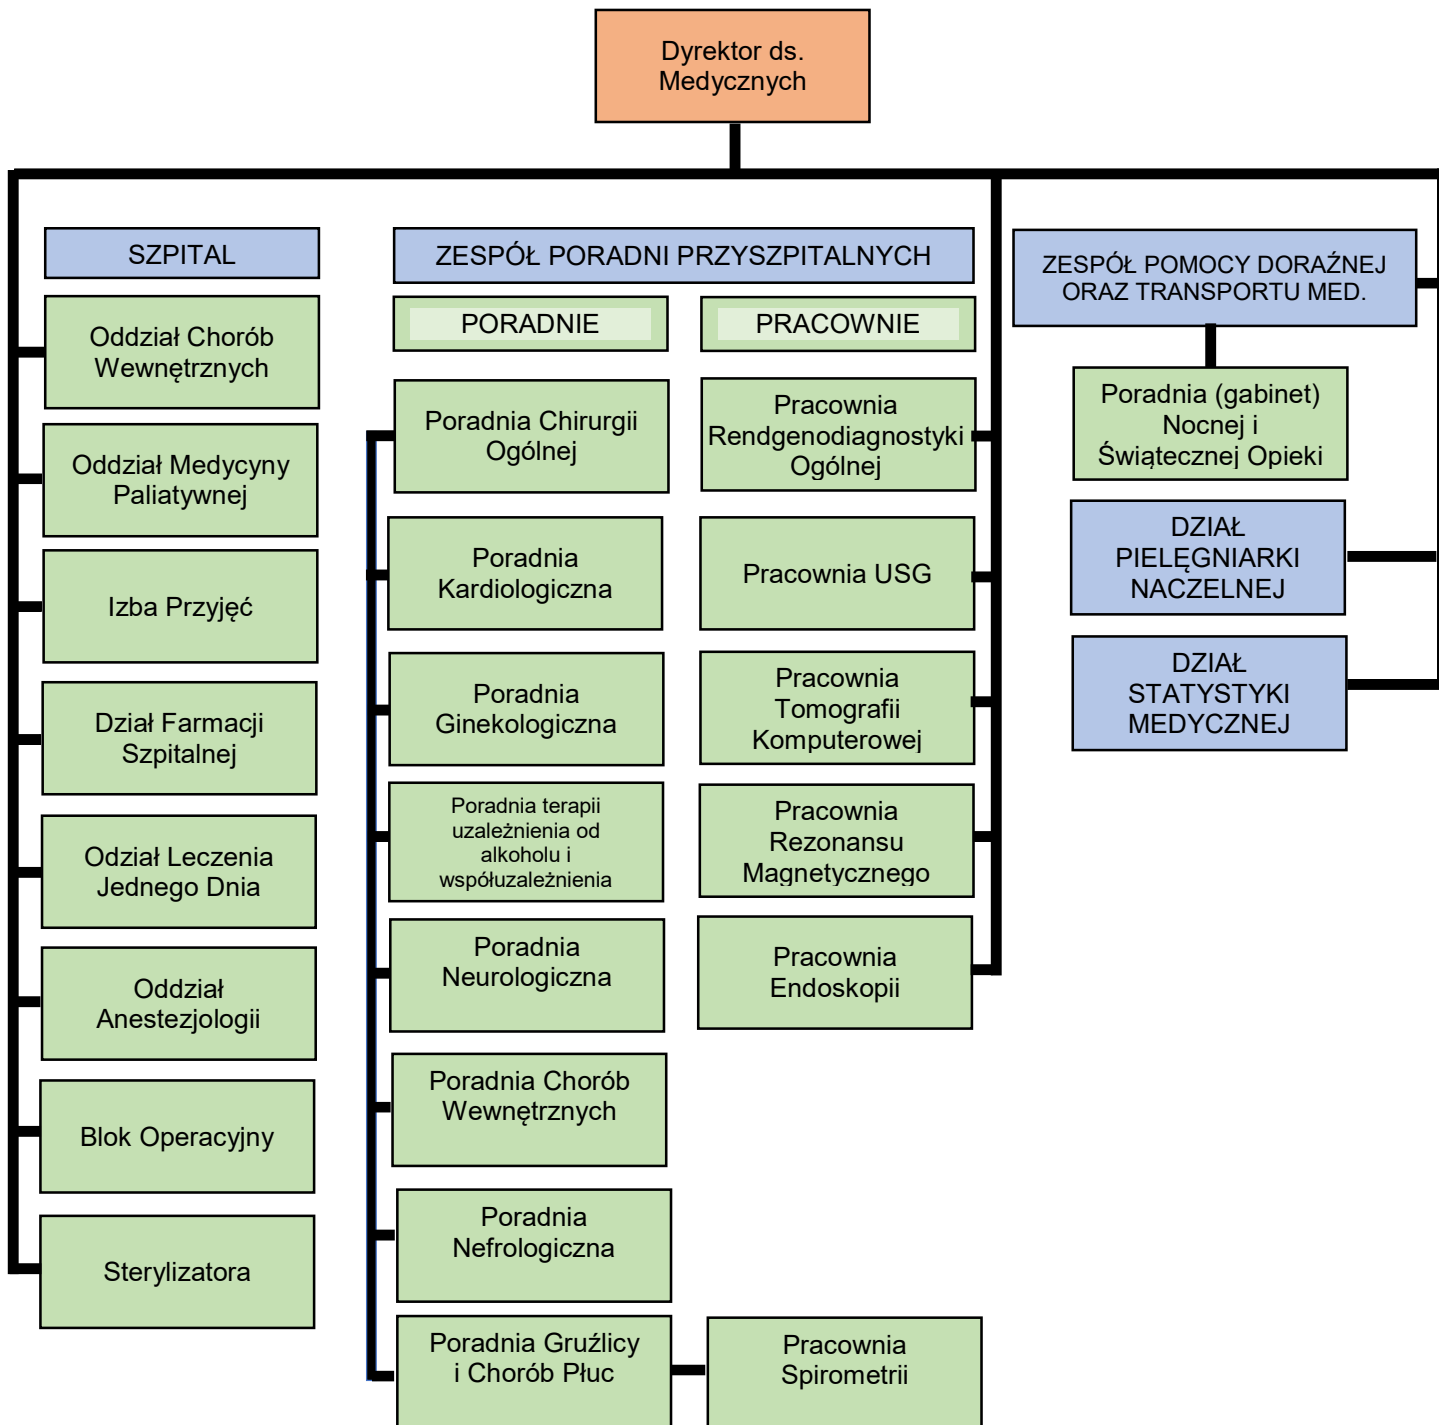 Dyrektor ds.
Medycznych
SZPITAL
Oddział Chorób
Wewnętrznych
Oddział Medycyny
Paliatywnej
Izba Przyjęć
Dział Farmacji
Szpitalnej
Odział Leczenia
Jednego Dnia
Oddział
Anestezjologii
Blok Operacyjny
Sterylizatora
ZESPÓŁ PORADNI PRZYSZPITALNYCH
PORADNIE
Poradnia Chirurgii
Ogólnej
Poradnia
Kardiologiczna
Poradnia
Ginekologiczna
Poradnia terapii
uzależnienia od
alkoholu i
współuzależnienia
Poradnia
Neurologiczna
Poradnia Chorób
Wewnętrznych
Poradnia
Nefrologiczna
Poradnia Gruźlicy
i Chorób Płuc
PRACOWNIE
Pracownia
Rendgenodiagnostyki
Ogólnej
Pracownia USG
Pracownia
Tomografii
Komputerowej
Pracownia
Rezonansu
Magnetycznego
Pracownia
Endoskopii
Pracownia
Spirometrii
ZESPÓŁ POMOCY DORAŹNEJ
ORAZ TRANSPORTU MED.
Poradnia (gabinet)
Nocnej i
Świątecznej Opieki
DZIAŁ
PIELĘGNIARKI
NACZELNEJ
DZIAŁ
STATYSTYKI
MEDYCZNEJ